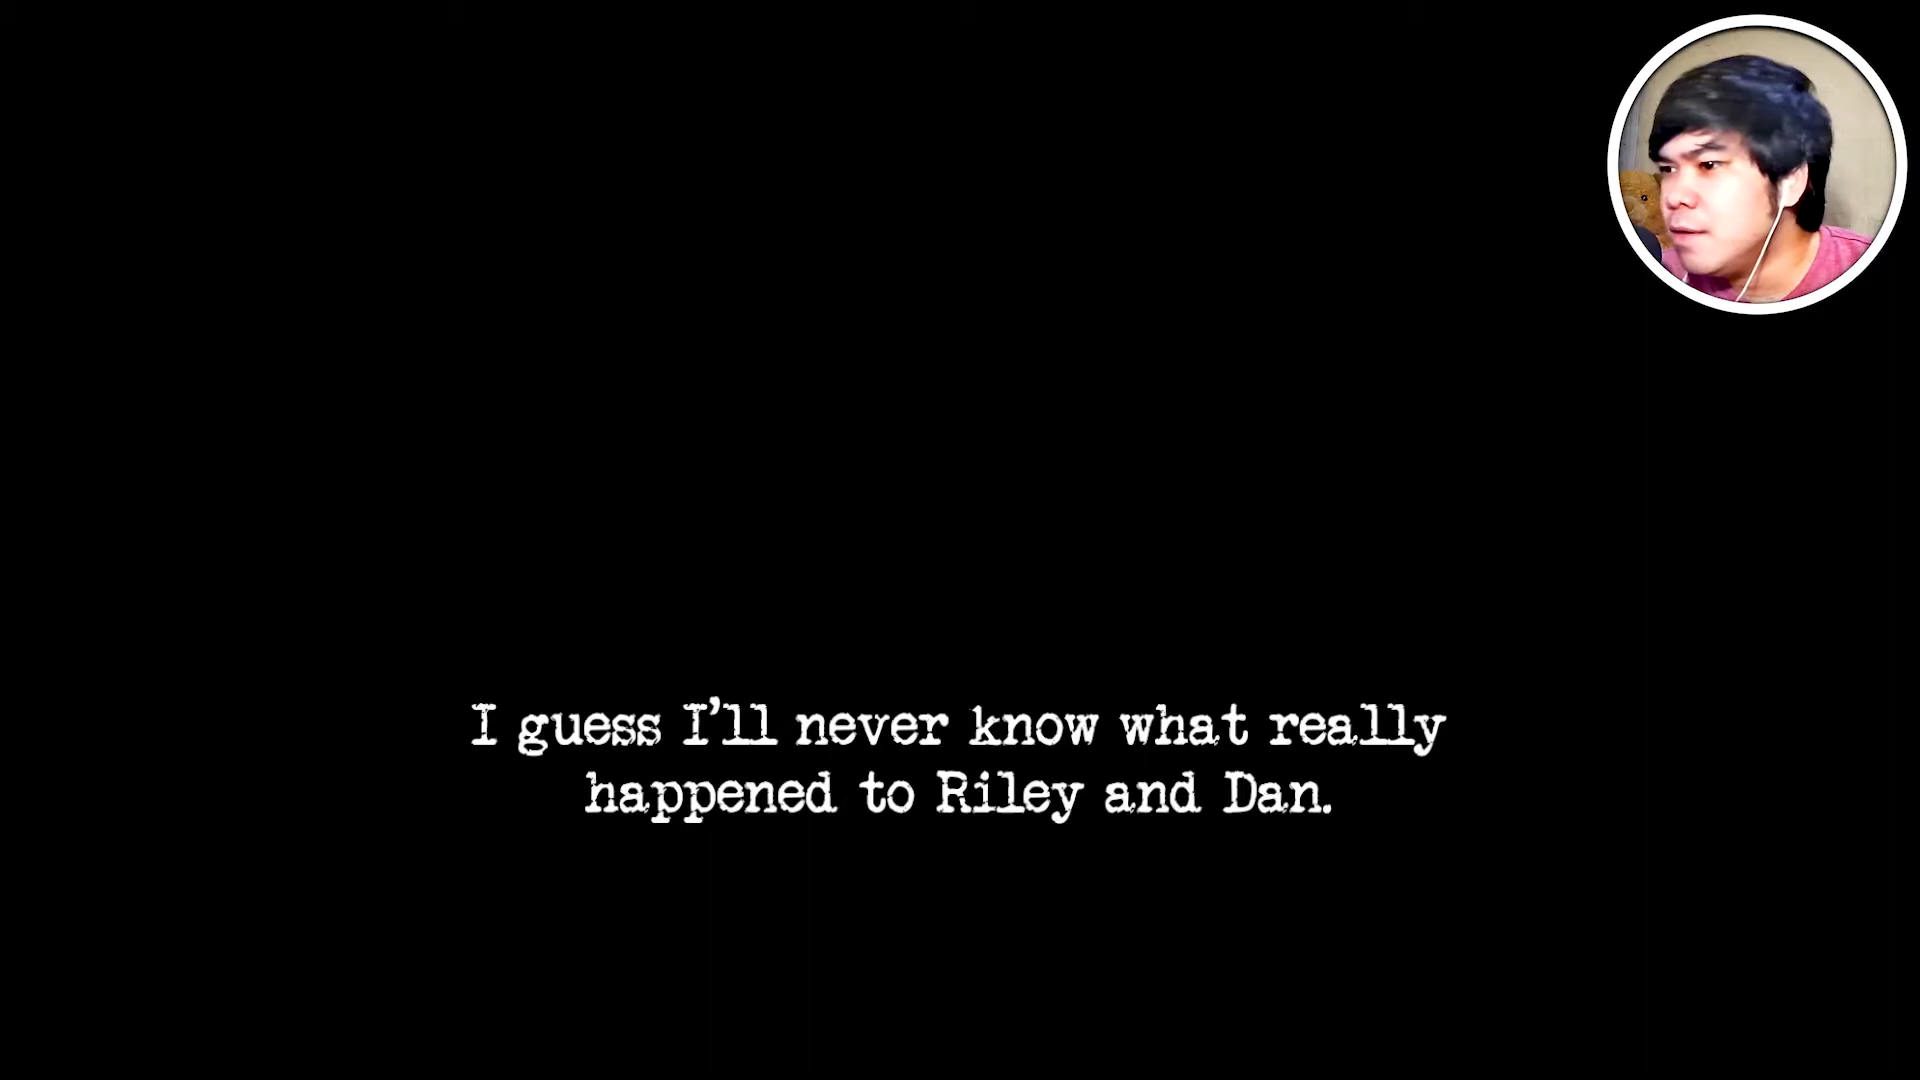 I guess I’ll never know what really
happened to Riley and Dan.